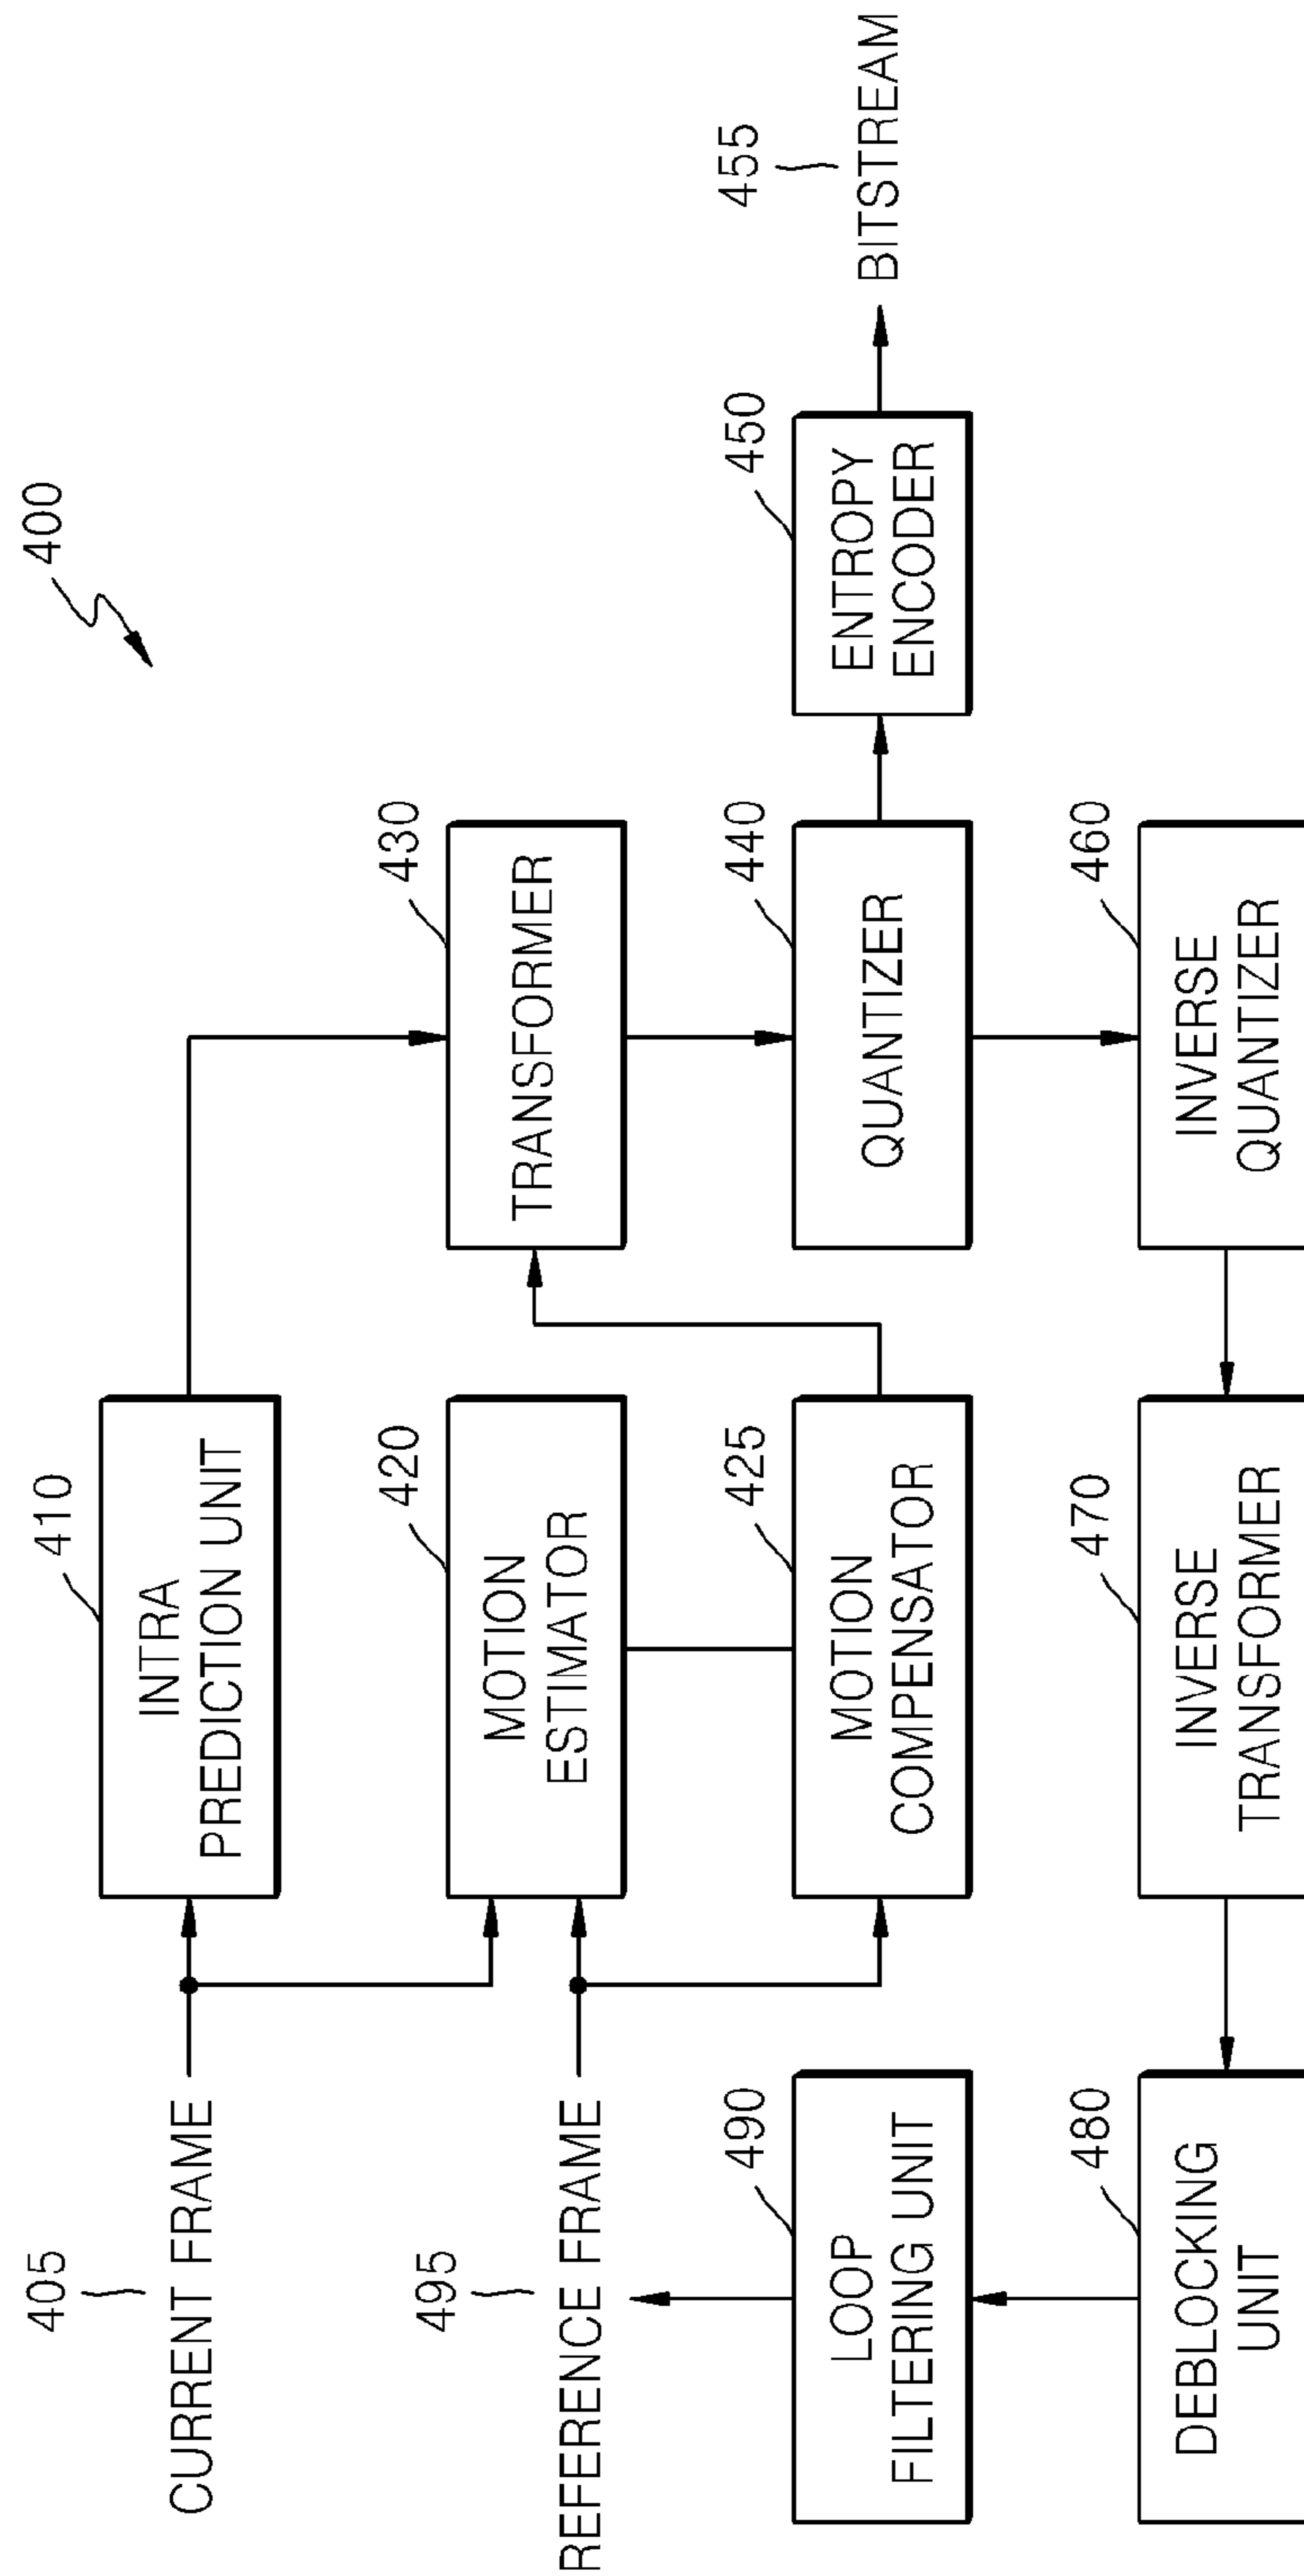 400
405
CURRENT FRAME
410
INTRA
PREDICTION UNIT
495
REFERENCE FRAME
420
MOTION
ESTIMATOR
430
TRANSFORMER
490
LOOP
FILTERING UNIT
425
MOTION
COMPENSATOR
440
QUANTIZER
450
ENTROPY
ENCODER
455
BITSTREAM
480
DEBLOCKING
UNIT
470
INVERSE
TRANSFORMER
460
INVERSE
QUANTIZER